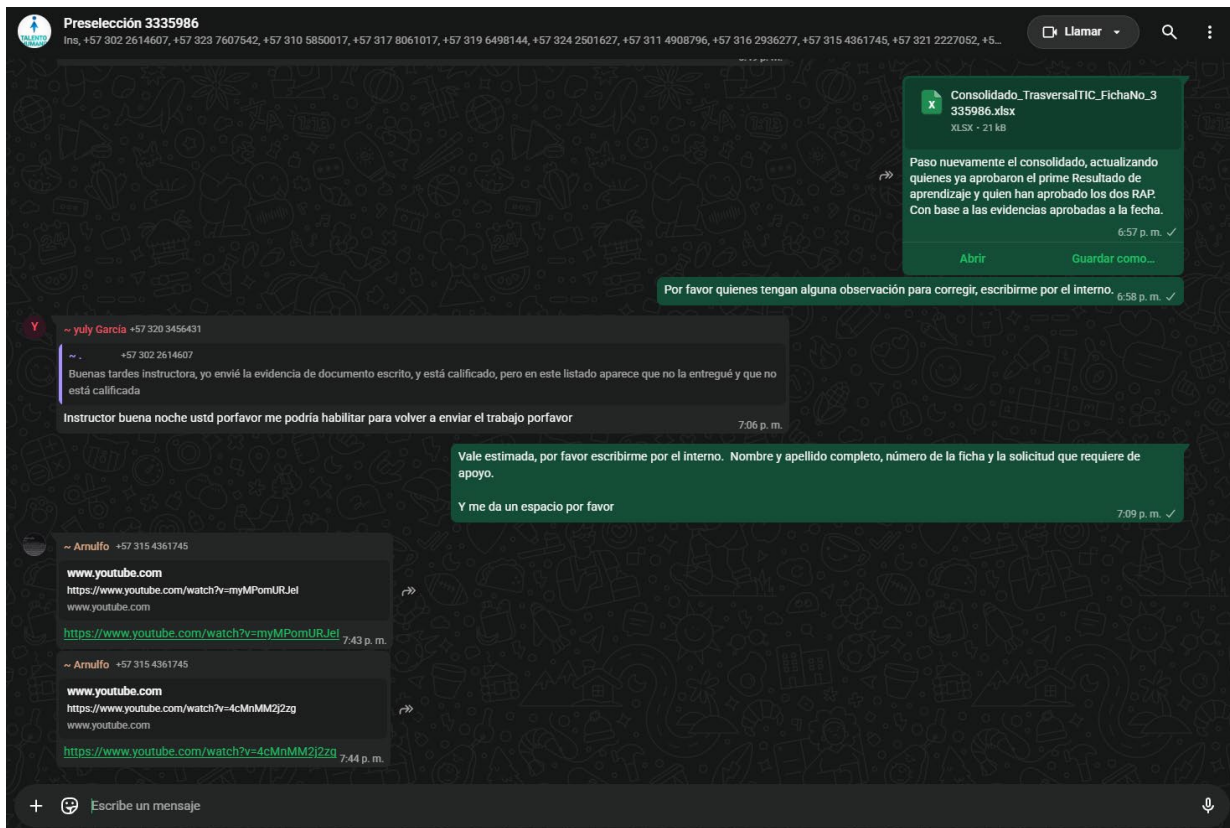 TALENTO
HUMANO
Preselección 3335986
Ins, +57 302 2614607, +57 323 7607542, +57 310 5850017, +57 317 8061017, +57 319 6498144, +57 324 2501627, +57 311 4908796, +57 316 2936277, +57 315 4361745, +57 321 2227052, +5...
Llamar
Consolidado_TrasversalTIC_FichaNo_3
335986.xlsx
XLSX • 21 kB
Paso nuevamente el consolidado, actualizando
quienes ya aprobaron el prime Resultado de
aprendizaje y quien han aprobado los dos RAP.
Con base a las evidencias aprobadas a la fecha.
6:57 p. m.
Abrir Guardar como...
Por favor quienes tengan alguna observación para corregir, escribirme por el interno. 6:58 p. m.
Y
~ yuly García +57 320 3456431
~ . +57 302 2614607
Buenas tardes instructora, yo envié la evidencia de documento escrito, y está calificado, pero en este listado aparece que no la entregué y que no
está calificada
Instructor buena noche ustd porfavor me podría habilitar para volver a enviar el trabajo porfavor
7:06 p. m.
Vale estimada, por favor escribirme por el interno. Nombre y apellido completo, número de la ficha y la solicitud que requiere de
apoyo.
Y me da un espacio por favor
7:09 p. m.
~ Arnulfo +57 315 4361745
www.youtube.com
https://www.youtube.com/watch?v=myMPomURJeI
www.youtube.com
https://www.youtube.com/watch?v=myMPomURJeI 7:43 p. m.
~ Arnulfo +57 315 4361745
www.youtube.com
https://www.youtube.com/watch?v=4cMnMM2j2zg
www.youtube.com
https://www.youtube.com/watch?v=4cMnMM2j2zg 7:44 p. m.
Escribe un mensaje